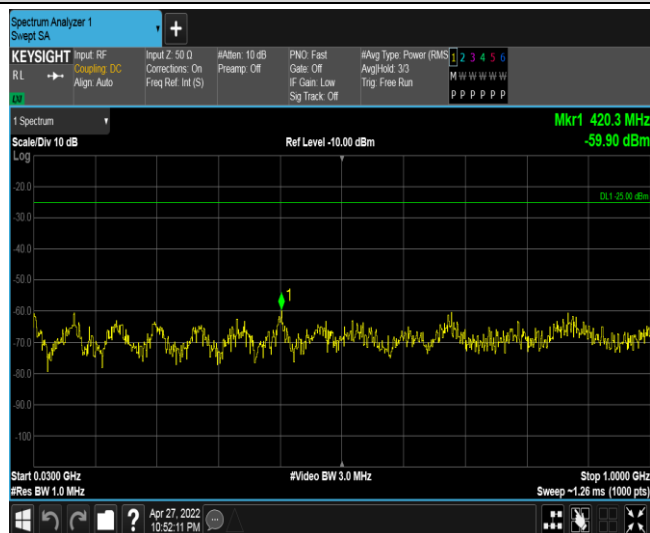 Spectrum Analyzer 1
Swept SA
+
KEYSIGHT
RL
Input: RF
Coupling: DC
Align: Auto
Input Z: 50 Ω
Corrections: On
Freq Ref: Int (S)
#Atten: 10 dB
Preamp: Off
PNO: Fast
Gate: Off
IF Gain: Low
Sig Track: Off
#Avg Type: Power (RMS
Avg|Hold: 3/3
Trig: Free Run
1 2 3 4 5 6
M W W W W W
P P P P P P
1 Spectrum
Mkr1 420.3 MHz
Scale/Div 10 dB
Ref Level -10.00 dBm
-59.90 dBm
Log
-20.0
DL1 -25.00 dBm
-30.0
-40.0
-50.0
1
-60.0
-70.0
-80.0
-90.0
-100
Start 0.0300 GHz
#Video BW 3.0 MHz
Stop 1.0000 GHz
#Res BW 1.0 MHz
Sweep ~1.26 ms (1000 pts)
?
Apr 27, 2022
10:52:11 PM